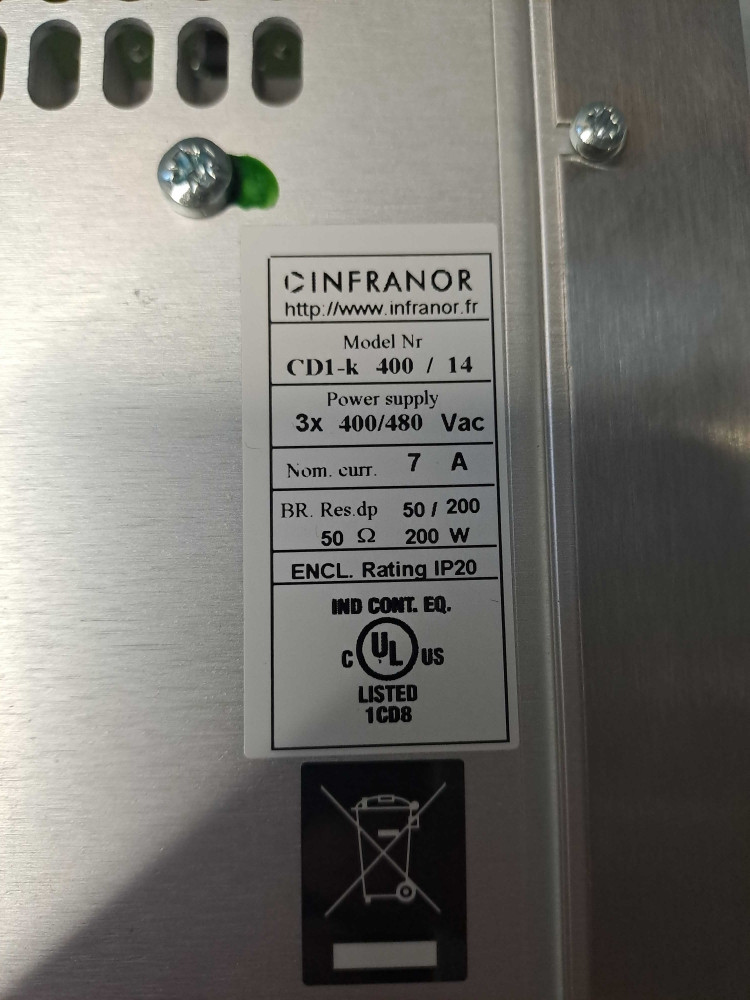 INFRANOR
http://www.infranor.fr
Model Nr
CD1-k 400 / 14
Power supply
3x 400/480 Vac
Nom. curr. 7 A
BR. Res.dp 50 / 200
50 Ω 200 W
ENCL. Rating IP20
IND CONT. EQ.
C UL US
LISTED
1CD8